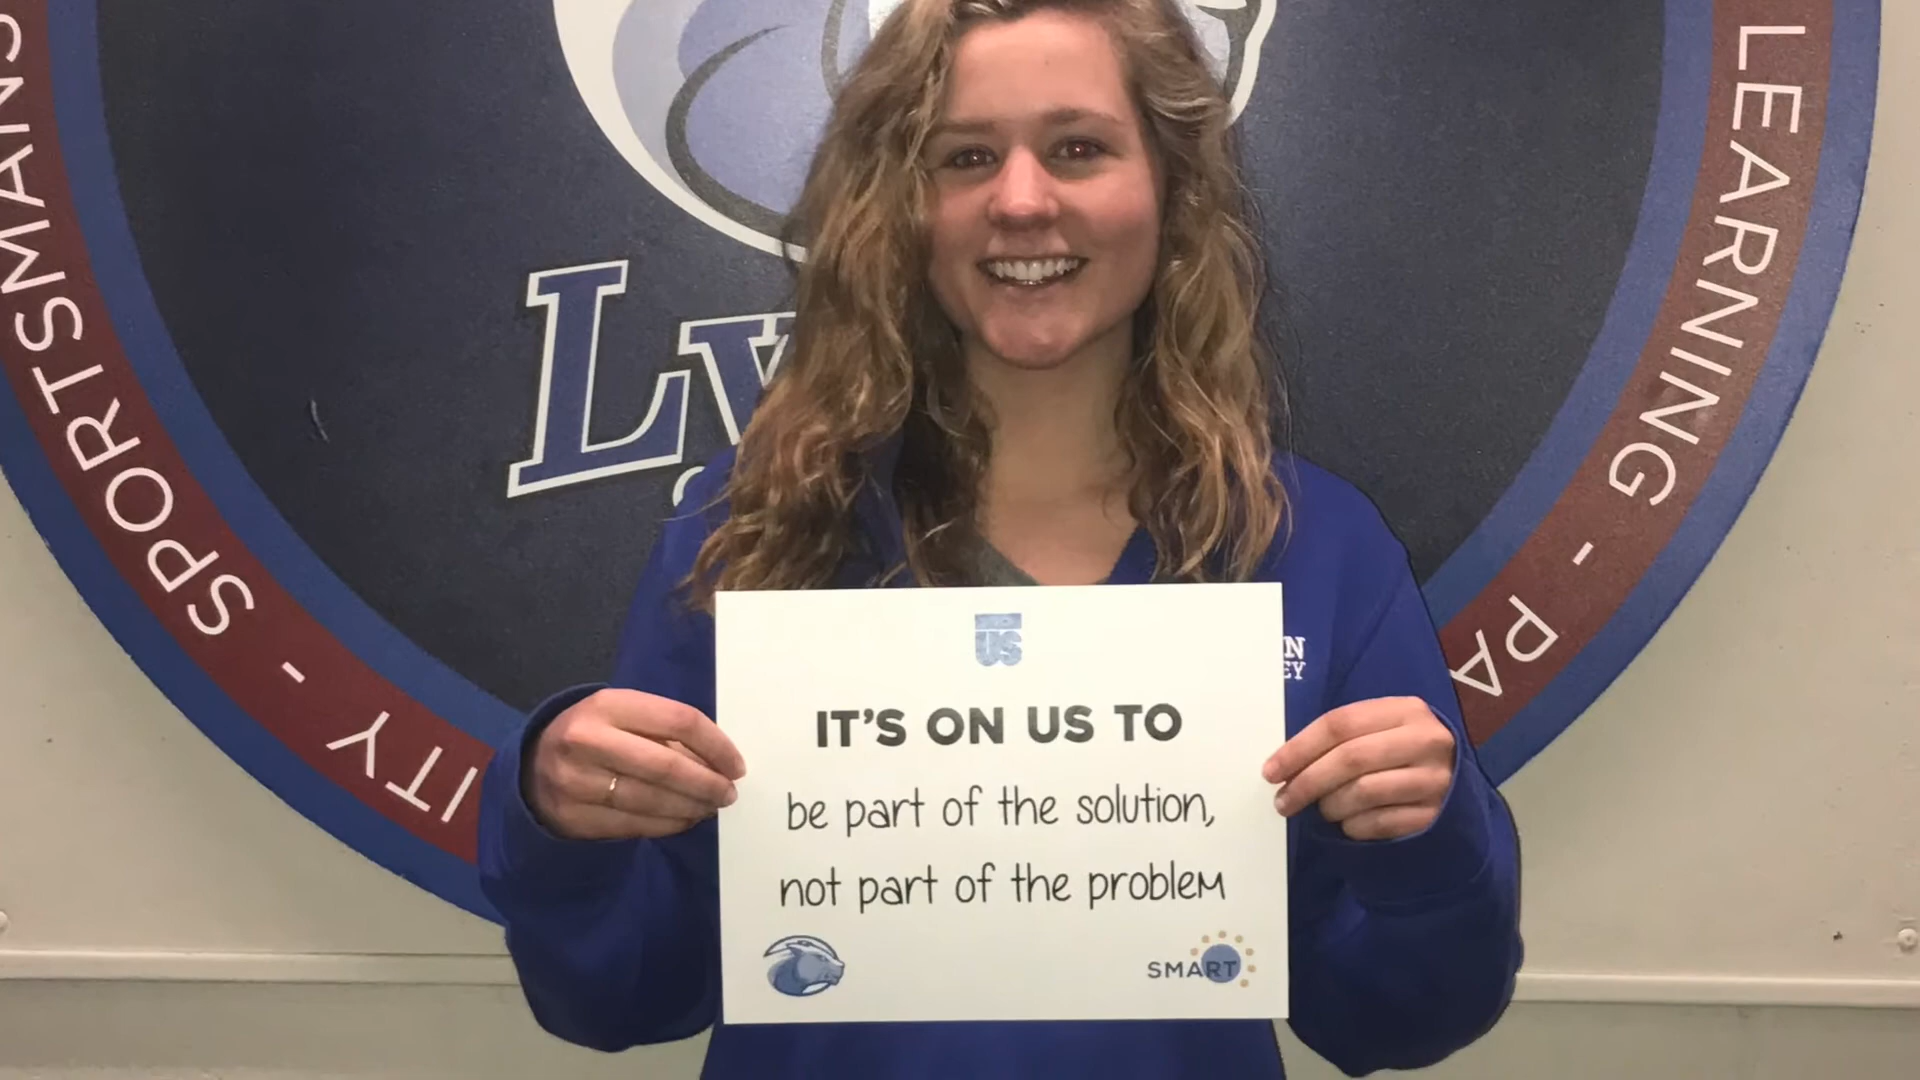 LEARNING - PA
ITY - SPORTSMANS
US
IT'S ON US TO
be part of the solution,
not part of the problem
SMART
N
EY